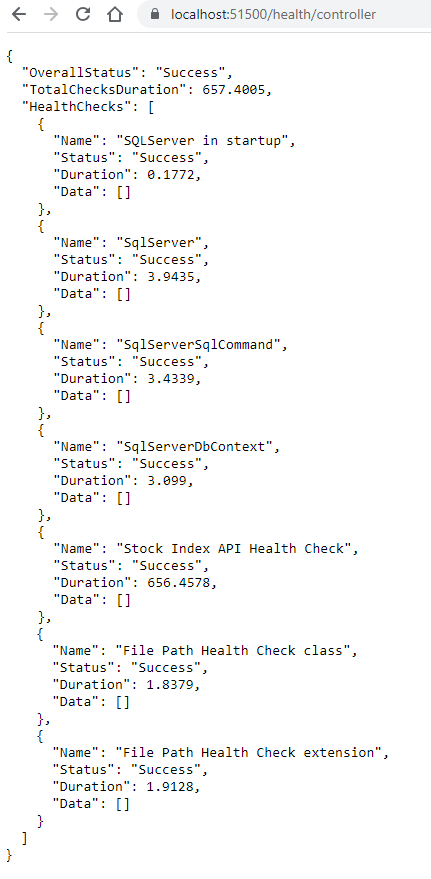 localhost:51500/health/controller
{
  "OverallStatus": "Success",
  "TotalChecksDuration": 657.4005,
  "HealthChecks": [
    {
      "Name": "SQLServer in startup",
      "Status": "Success",
      "Duration": 0.1772,
      "Data": []
    },
    {
      "Name": "SqlServer",
      "Status": "Success",
      "Duration": 3.9435,
      "Data": []
    },
    {
      "Name": "SqlServerSqlCommand",
      "Status": "Success",
      "Duration": 3.4339,
      "Data": []
    },
    {
      "Name": "SqlServerDbContext",
      "Status": "Success",
      "Duration": 3.099,
      "Data": []
    },
    {
      "Name": "Stock Index API Health Check",
      "Status": "Success",
      "Duration": 656.4578,
      "Data": []
    },
    {
      "Name": "File Path Health Check class",
      "Status": "Success",
      "Duration": 1.8379,
      "Data": []
    },
    {
      "Name": "File Path Health Check extension",
      "Status": "Success",
      "Duration": 1.9128,
      "Data": []
    }
  ]
}